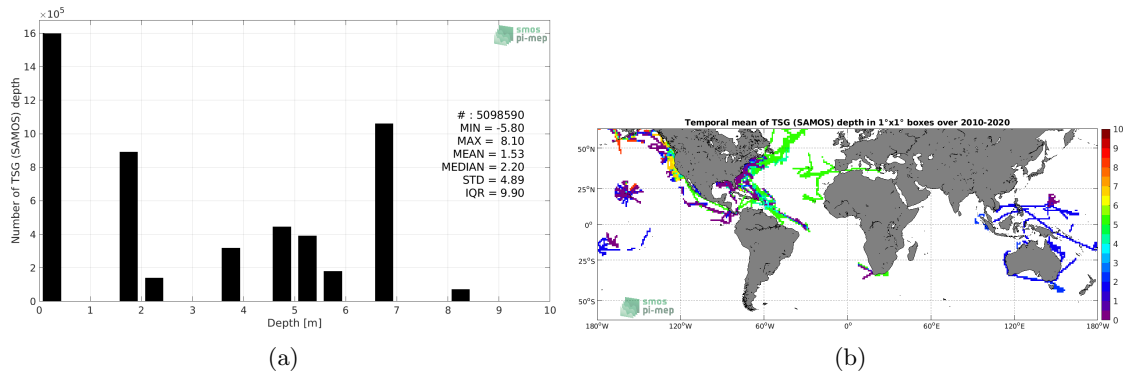 ×10⁵
16
14
12
10
8
6
4
2
0
Number of TSG (SAMOS) depth
0 1 2 3 4 5 6 7 8 9 10
Depth [m]
smos
pi-mep
# : 5098590
MIN = -5.80
MAX = 8.10
MEAN = 1.53
MEDIAN = 2.20
STD = 4.89
IQR = 9.90
(a)
Temporal mean of TSG (SAMOS) depth in 1°x1° boxes over 2010-2020
50°N
25°N
0°
25°S
50°S
180°W 120°W 60°W 0° 60°E 120°E 180°W
smos
pi-mep
10
9
8
7
6
5
4
3
2
1
0
(b)